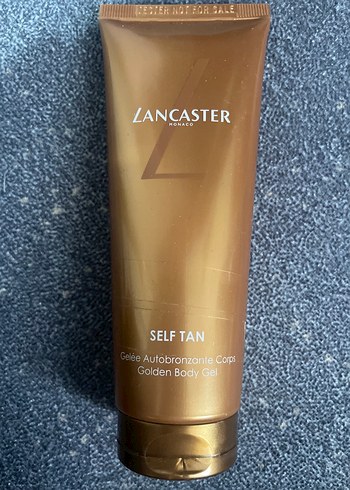 TESTER NOT FOR SALE
LANCASTER
MONACO
SELF TAN
Gelée Autobronzante Corps
Golden Body Gel